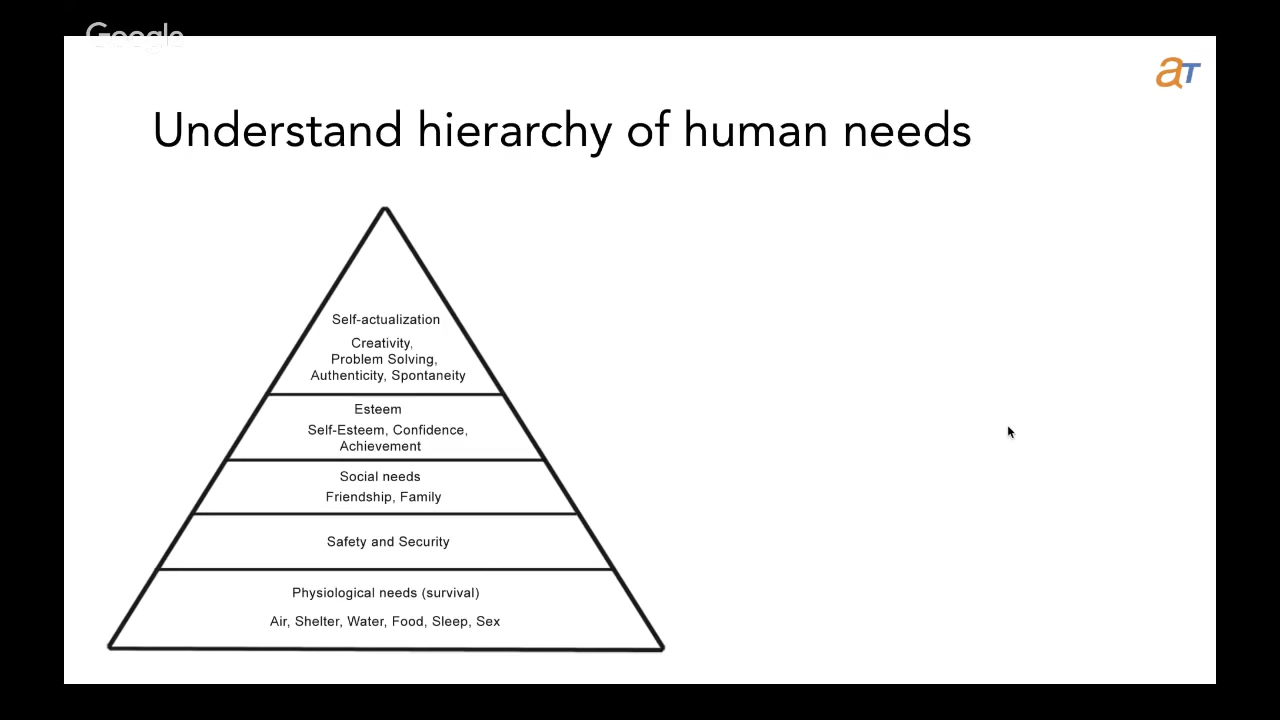 Google
aT
Understand hierarchy of human needs
Self-actualization
Creativity,
Problem Solving,
Authenticity, Spontaneity
Esteem
Self-Esteem, Confidence,
Achievement
Social needs
Friendship, Family
Safety and Security
Physiological needs (survival)
Air, Shelter, Water, Food, Sleep, Sex